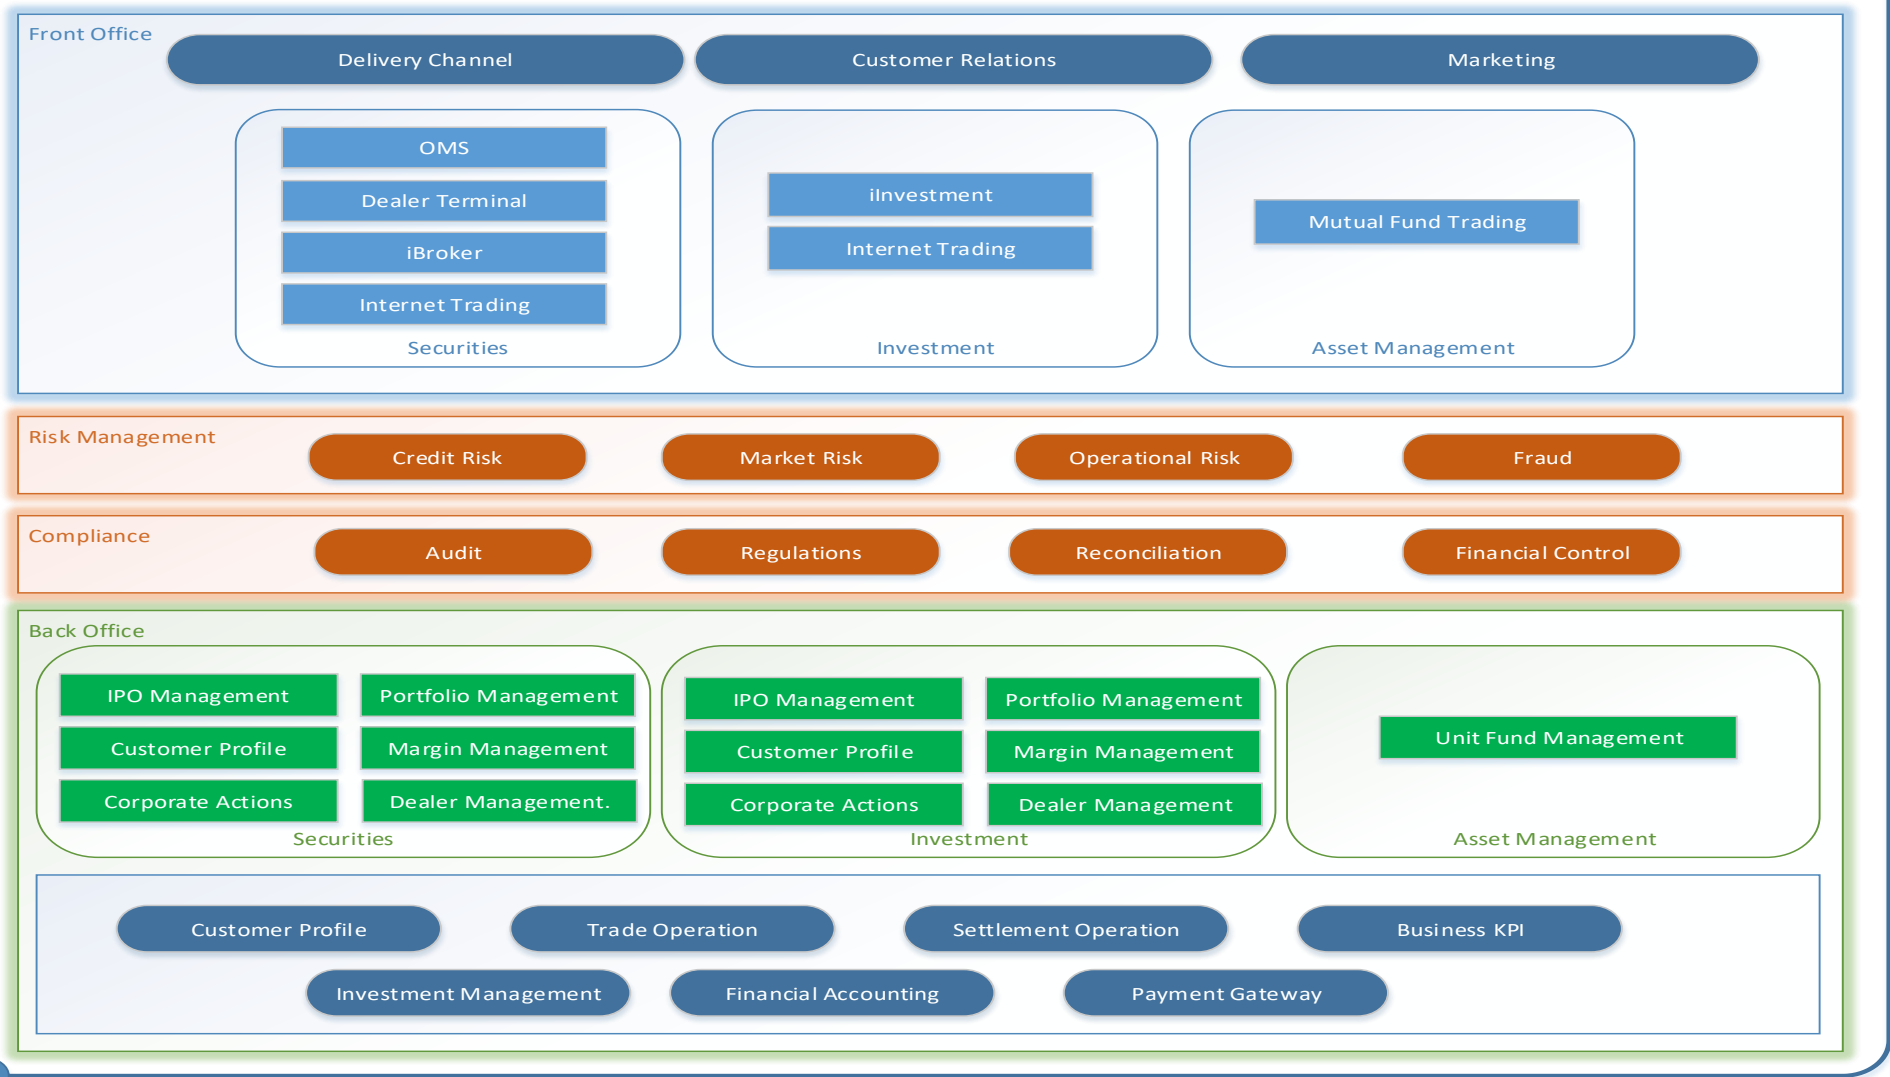 Front Office
Delivery Channel
Customer Relations
Marketing
OMS
Dealer Terminal
iBroker
Internet Trading
Securities
iInvestment
Internet Trading
Investment
Mutual Fund Trading
Asset Management
Risk Management
Credit Risk
Market Risk
Operational Risk
Fraud
Compliance
Audit
Regulations
Reconciliation
Financial Control
Back Office
IPO Management
Portfolio Management
Customer Profile
Margin Management
Corporate Actions
Dealer Management.
Securities
IPO Management
Portfolio Management
Customer Profile
Margin Management
Corporate Actions
Dealer Management
Investment
Unit Fund Management
Asset Management
Customer Profile
Trade Operation
Settlement Operation
Business KPI
Investment Management
Financial Accounting
Payment Gateway